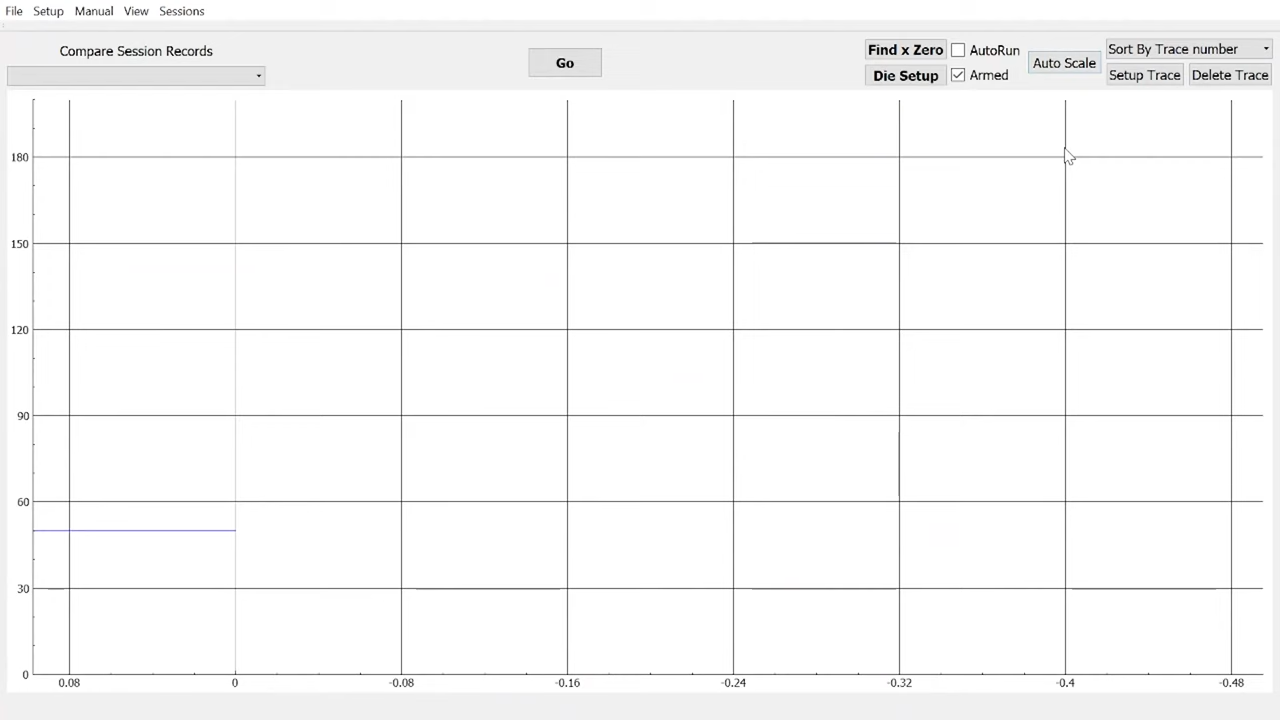 File Setup Manual View Sessions
Compare Session Records
Go
Find x Zero AutoRun
Die Setup Armed
Auto Scale
Sort By Trace number
Setup Trace Delete Trace
180
150
120
90
60
30
0
0.08 0 -0.08 -0.16 -0.24 -0.32 -0.4 -0.48